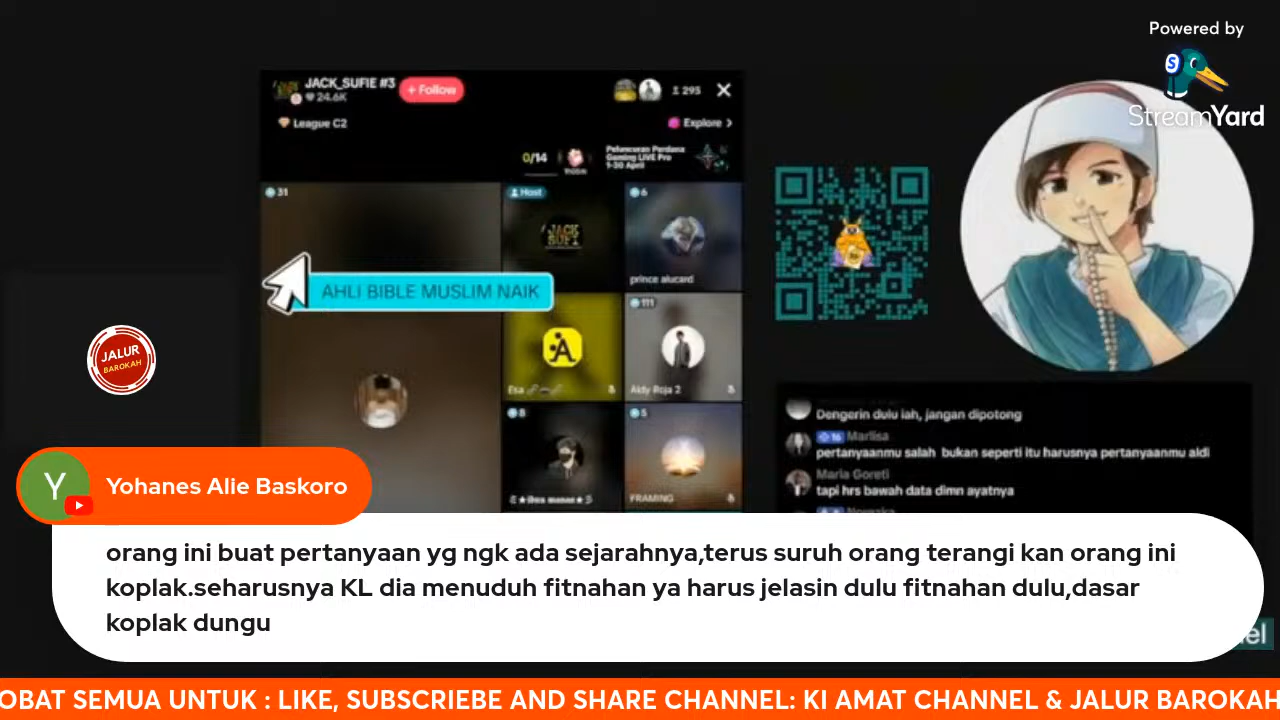 Powered by
StreamYard
JACK_SUFIE #3
24.6K
+ Follow
295
League C2
Explore >
0/14
Peluncuran Perdana
Gaming LIVE Pro
1-30 April
31
Host
6
JACK
SUFI
prince alucard
AHLI BIBLE MUSLIM NAIK
111
A
Esa
Aldy Roja 2
8
5
FRAMING
JALUR
BAROKAH
Dengerin dulu lah, jangan dipotong
16 Marlisa
pertanyaanmu salah bukan seperti itu harusnya pertanyaanmu aldi
Maria Goreti
tapi hrs bawah data dimn ayatnya
Y
Yohanes Alie Baskoro
orang ini buat pertanyaan yg ngk ada sejarahnya,terus suruh orang terangi kan orang ini
koplak.seharusnya KL dia menuduh fitnahan ya harus jelasin dulu fitnahan dulu,dasar
koplak dungu
el
OBAT SEMUA UNTUK : LIKE, SUBSCRIEBE AND SHARE CHANNEL: KI AMAT CHANNEL & JALUR BAROKAH